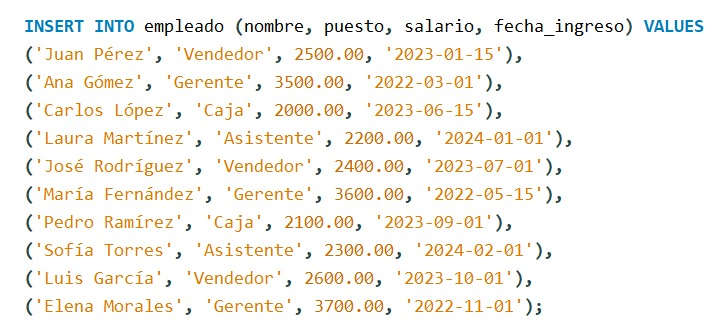 INSERT INTO empleado (nombre, puesto, salario, fecha_ingreso) VALUES
('Juan Pérez', 'Vendedor', 2500.00, '2023-01-15'),
('Ana Gómez', 'Gerente', 3500.00, '2022-03-01'),
('Carlos López', 'Caja', 2000.00, '2023-06-15'),
('Laura Martínez', 'Asistente', 2200.00, '2024-01-01'),
('José Rodríguez', 'Vendedor', 2400.00, '2023-07-01'),
('María Fernández', 'Gerente', 3600.00, '2022-05-15'),
('Pedro Ramírez', 'Caja', 2100.00, '2023-09-01'),
('Sofía Torres', 'Asistente', 2300.00, '2024-02-01'),
('Luis García', 'Vendedor', 2600.00, '2023-10-01'),
('Elena Morales', 'Gerente', 3700.00, '2022-11-01');